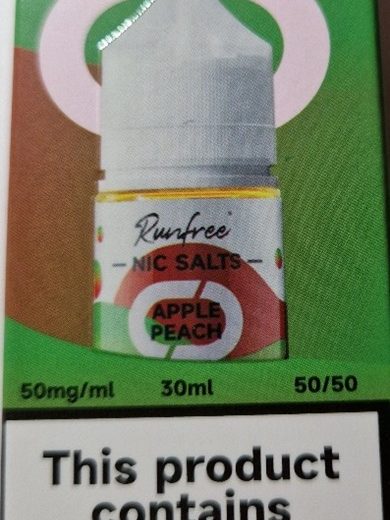 Runfree
NIC SALTS
APPLE
PEACH
50mg/ml 30ml 50/50
This product
contains